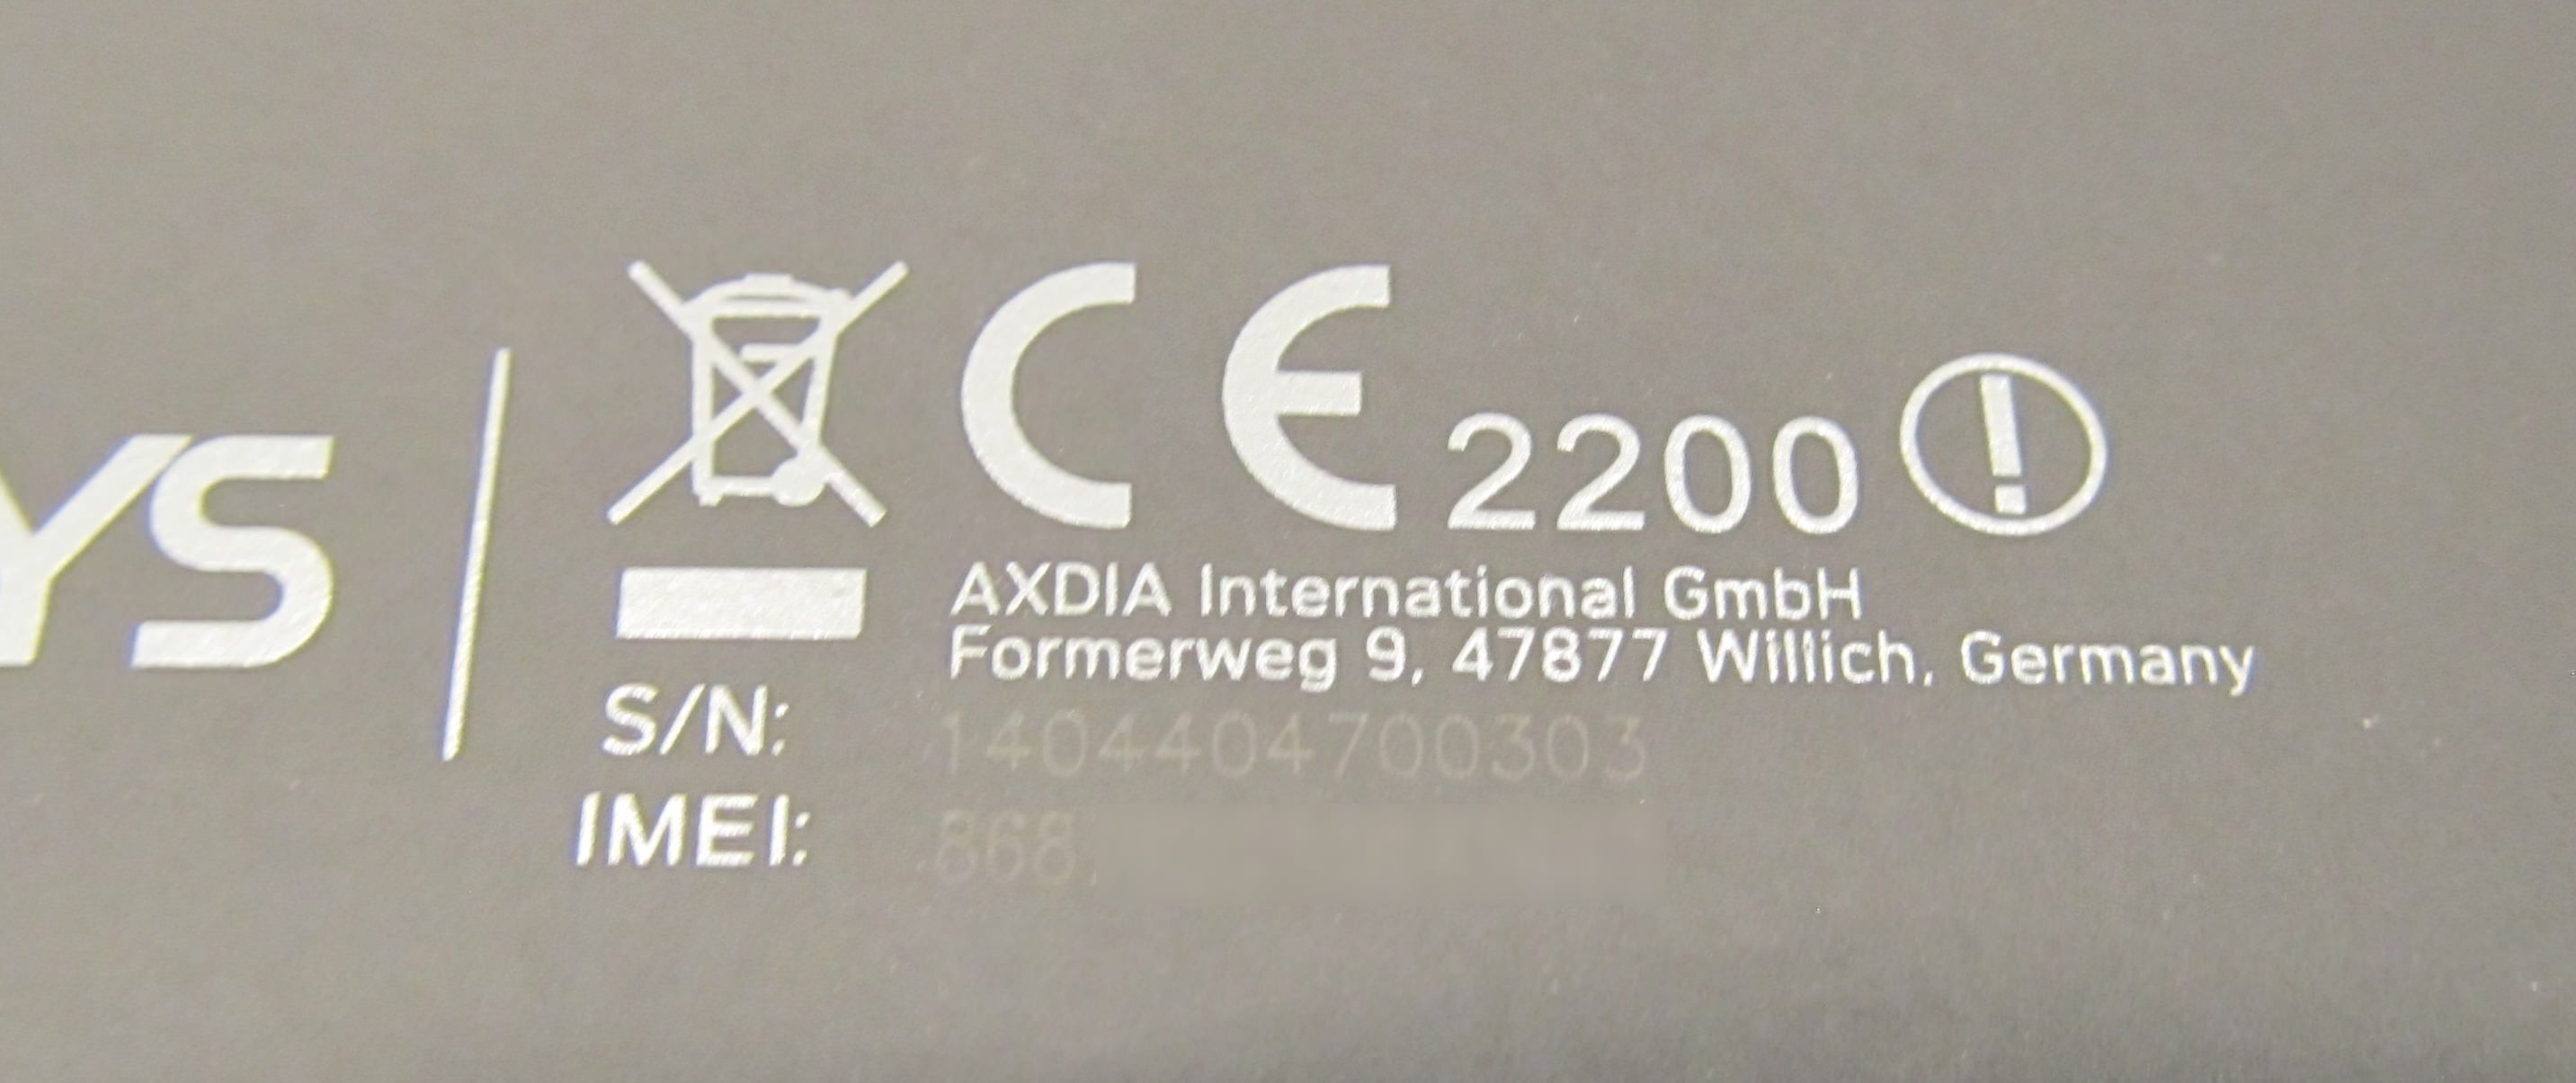 YS
CE 2200
AXDIA International GmbH
Formerweg 9, 47877 Willich, Germany
S/N: 1404404700303
IMEI: 868